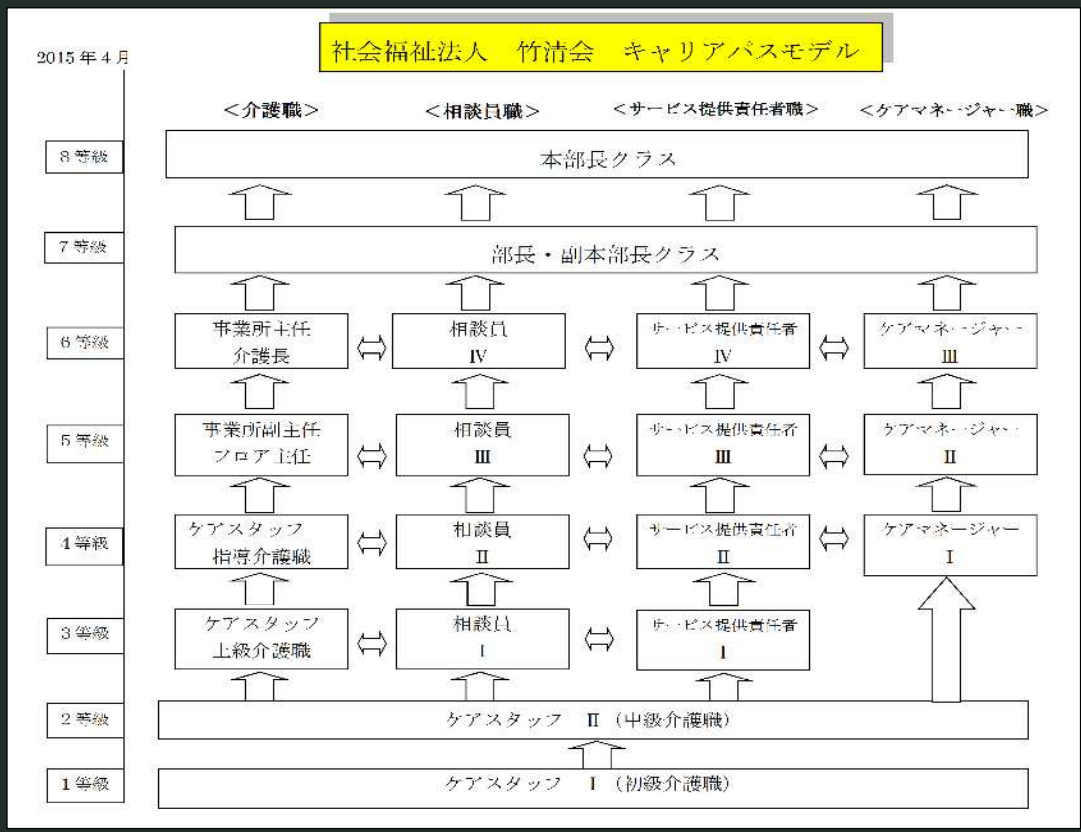 社会福祉法人　竹清会　キャリアパスモデル
2015年4月
＜介護職＞
＜相談員職＞
＜サービス提供責任者職＞
＜ケアマネージャー職＞
8等級
本部長クラス
7等級
部長・副本部長クラス
6等級
事業所主任
介護長
相談員
Ⅳ
サービス提供責任者
Ⅳ
ケアマネージャー
Ⅲ
5等級
事業所副主任
フロア主任
相談員
Ⅲ
サービス提供責任者
Ⅲ
ケアマネージャー
Ⅱ
4等級
ケアスタッフ
指導介護職
相談員
Ⅱ
サービス提供責任者
Ⅱ
ケアマネージャー
Ⅰ
3等級
ケアスタッフ
上級介護職
相談員
Ⅰ
サービス提供責任者
Ⅰ
2等級
ケアスタッフ　Ⅱ（中級介護職）
1等級
ケアスタッフ　Ⅰ（初級介護職）